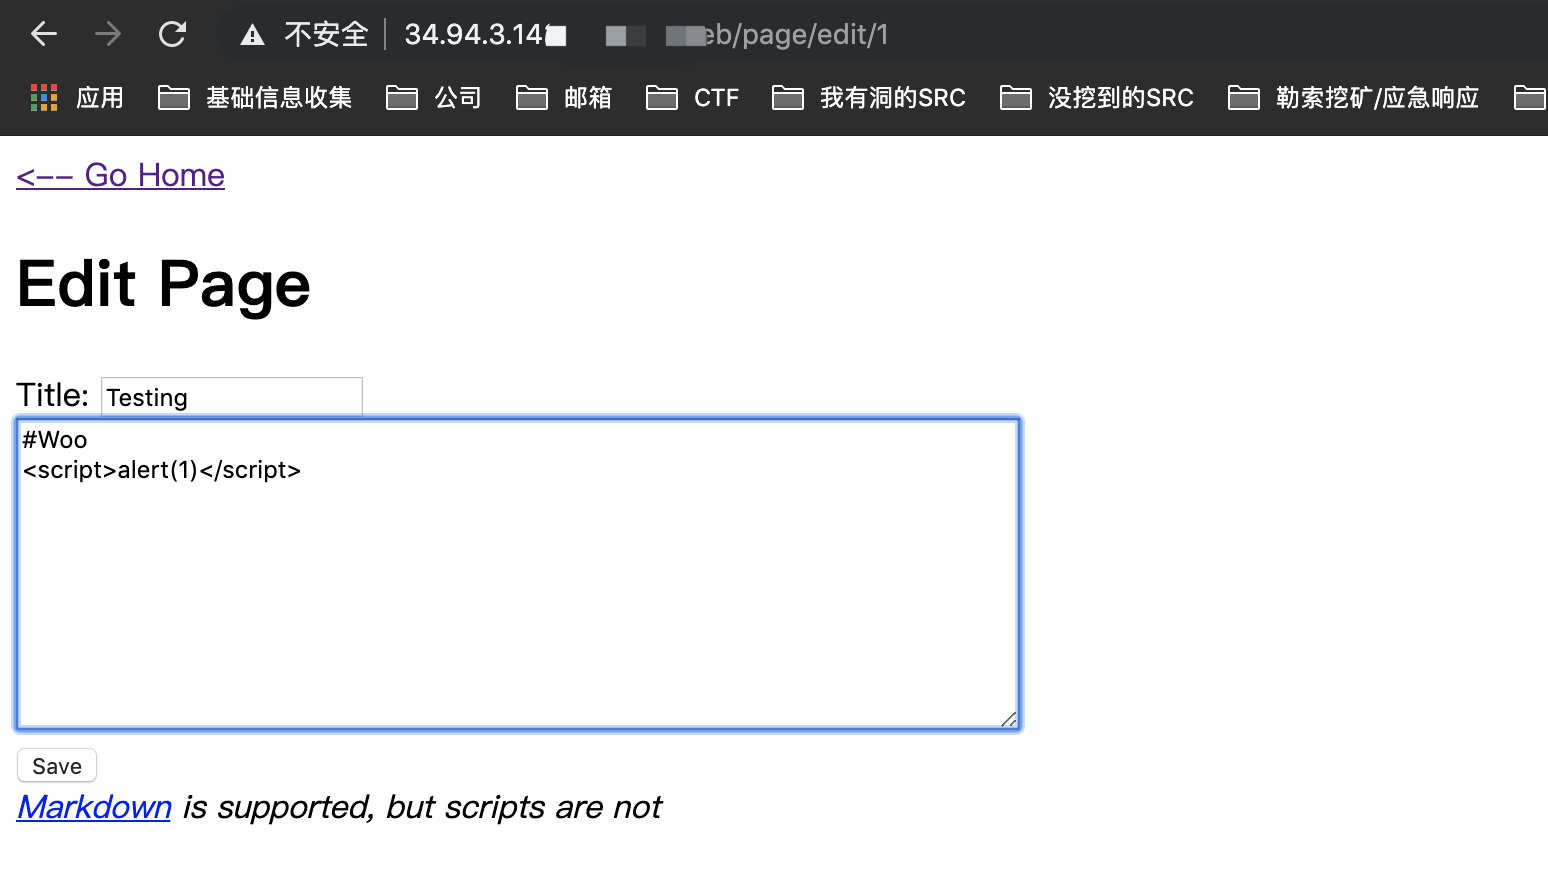 不安全 34.94.3.14 eb/page/edit/1
应用 基础信息收集 公司 邮箱 CTF 我有洞的SRC 没挖到的SRC 勒索挖矿/应急响应
<-- Go Home
Edit Page
Title: Testing
#Woo
<script>alert(1)</script>
Save
Markdown is supported, but scripts are not